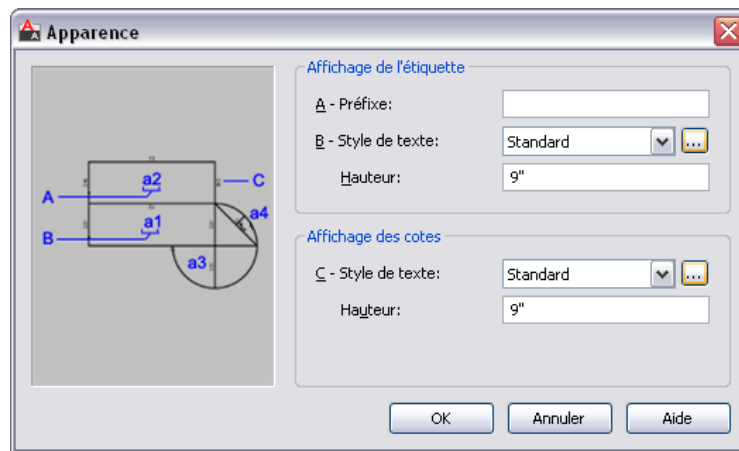 Apparence
a2
C
A
a4
a1
B
a3
Affichage de l'étiquette
A - Préfixe:
B - Style de texte: Standard ...
Hauteur: 9"
Affichage des cotes
C - Style de texte: Standard ...
Hauteur: 9"
OK Annuler Aide